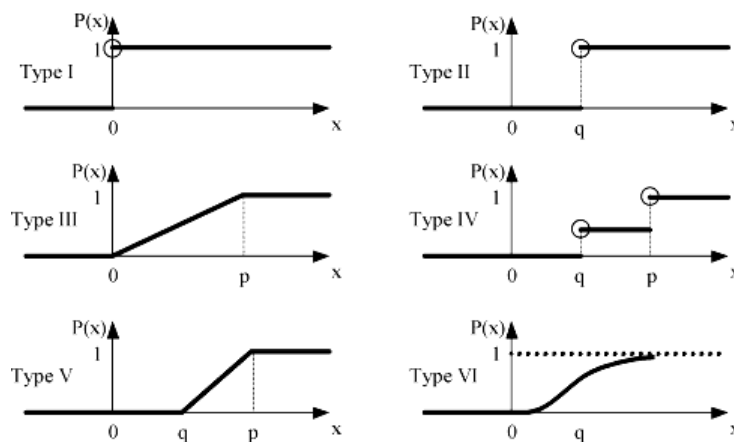 P(x)
1
Type I
0
x
P(x)
1
Type II
0
q
x
P(x)
1
Type III
0
p
x
P(x)
1
Type IV
0
q
p
x
P(x)
1
Type V
0
q
p
x
P(x)
1
Type VI
0
q
x